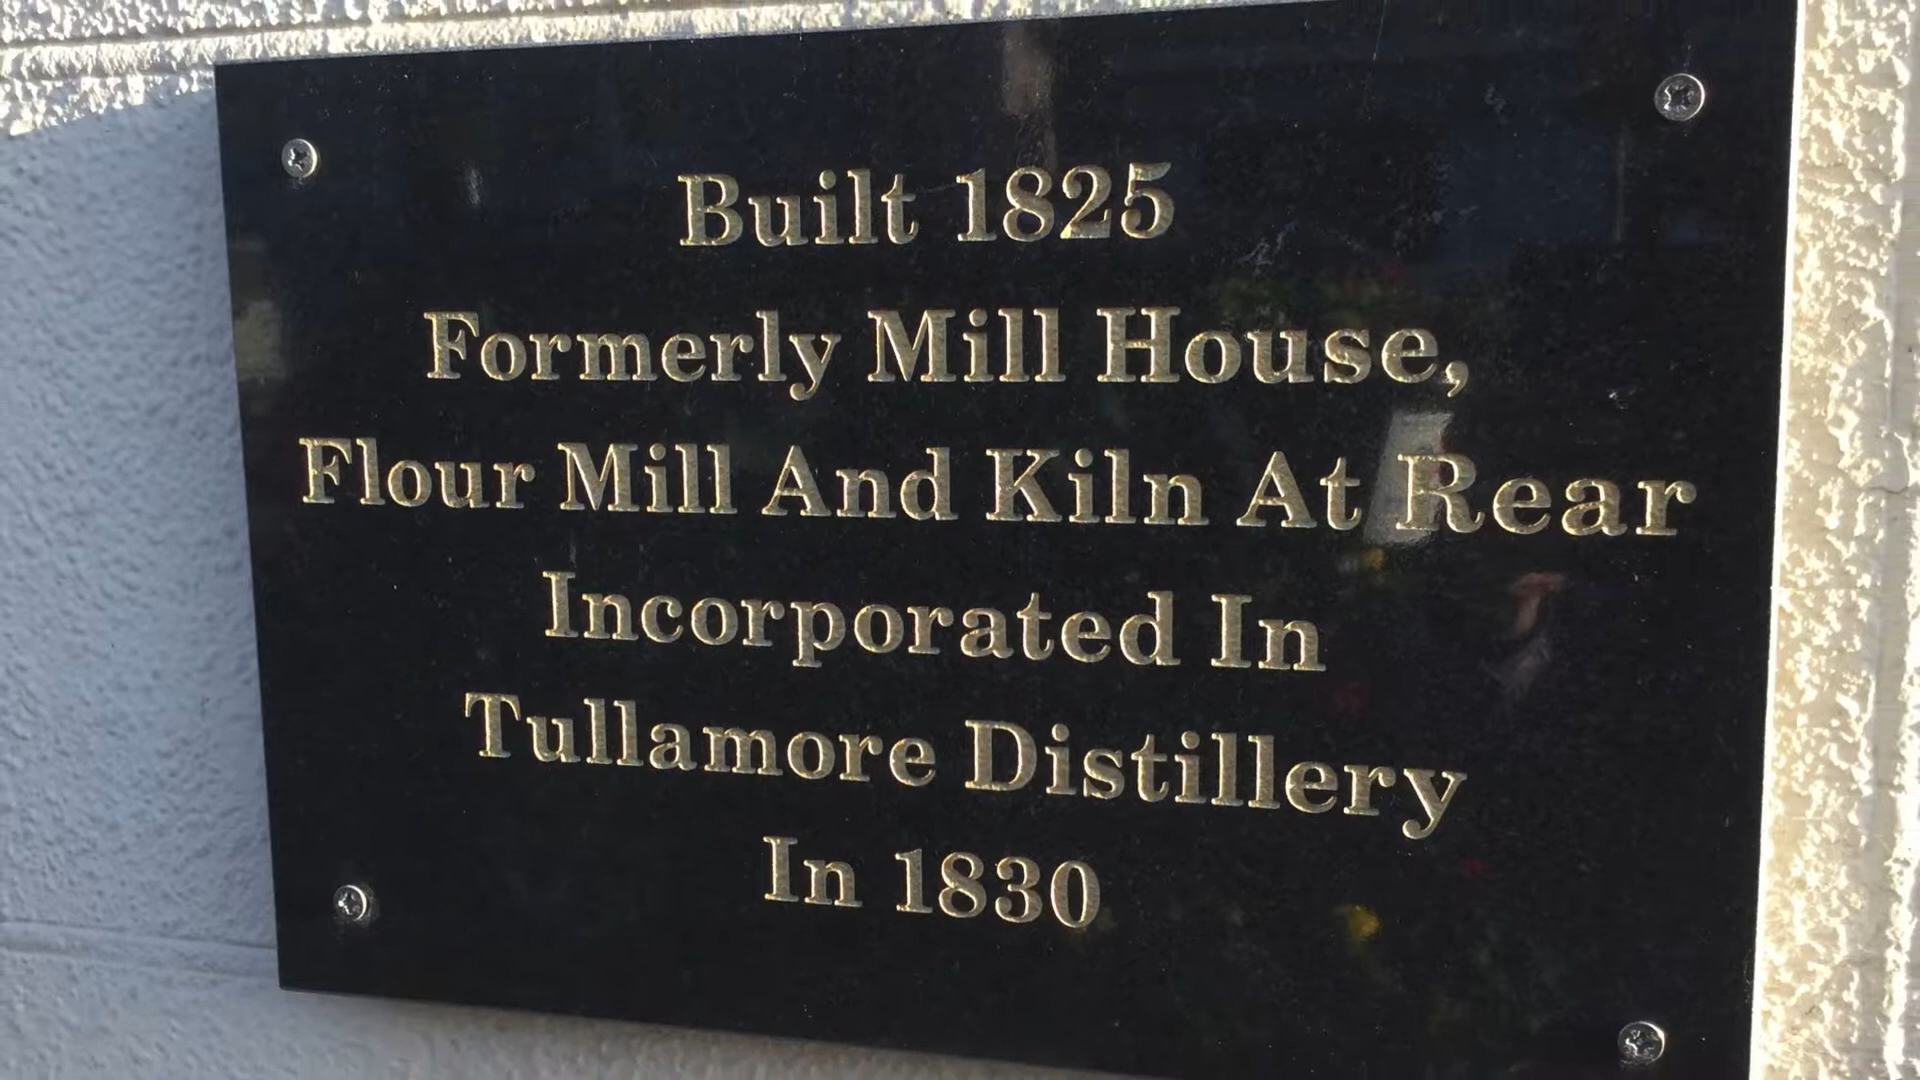 Built 1825
Formerly Mill House,
Flour Mill And Kiln At Rear
Incorporated In
Tullamore Distillery
In 1830